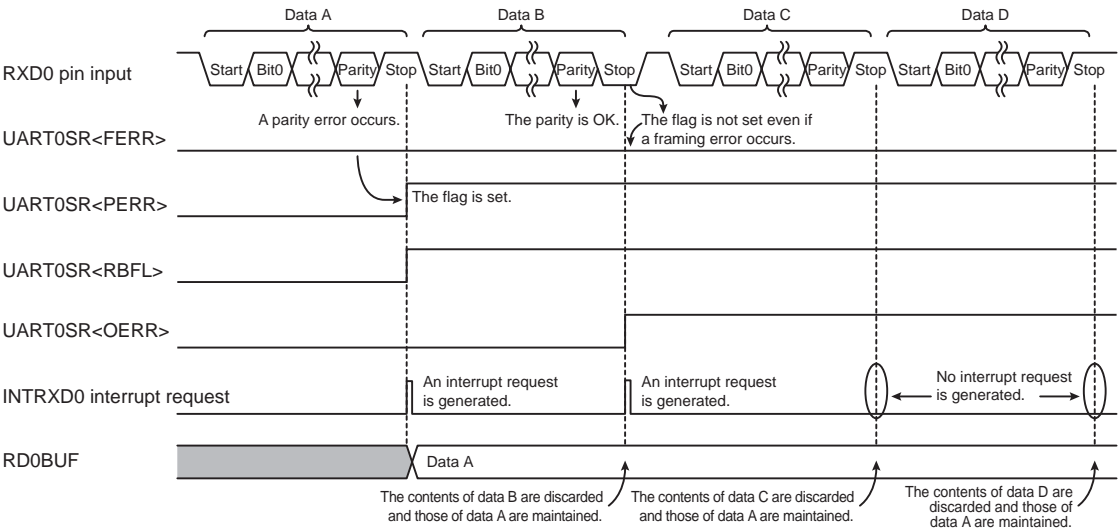 Data A Data B Data C Data D
RXD0 pin input Start Bit0 Parity Stop Start Bit0 Parity Stop Start Bit0 Parity Stop Start Bit0 Parity Stop
A parity error occurs. The parity is OK. The flag is not set even if
a framing error occurs.
UART0SR<FERR>
UART0SR<PERR> The flag is set.
UART0SR<RBFL>
UART0SR<OERR>
INTRXD0 interrupt request
An interrupt request
is generated.
An interrupt request
is generated.
No interrupt request
is generated.
RD0BUF Data A
The contents of data B are discarded
and those of data A are maintained.
The contents of data C are discarded
and those of data A are maintained.
The contents of data D are
discarded and those of
data A are maintained.